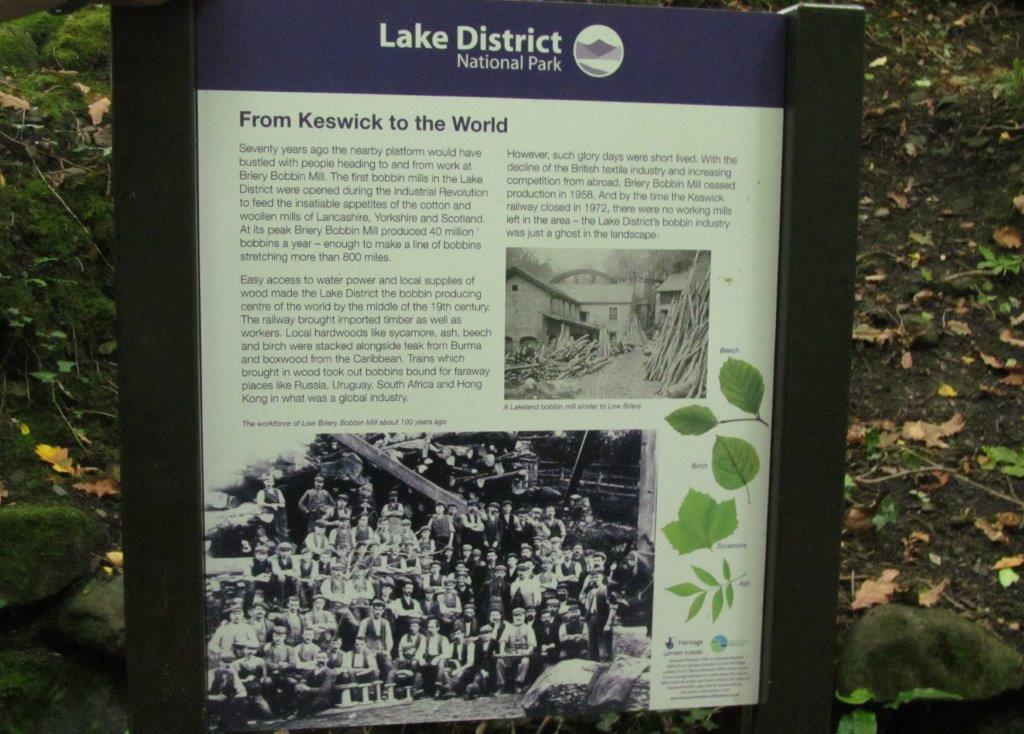 Lake District
National Park
From Keswick to the World
Seventy years ago the nearby platform would have
bustled with people heading to and from work at
Briery Bobbin Mill. The first bobbin mills in the Lake
District were opened during the Industrial Revolution
to feed the insatiable appetites of the cotton and
woollen mills of Lancashire, Yorkshire and Scotland.
At its peak Briery Bobbin Mill produced 40 million
bobbins a year – enough to make a line of bobbins
stretching more than 800 miles.
Easy access to water power and local supplies of
wood made the Lake District the bobbin producing
centre of the world by the middle of the 19th century.
The railway brought imported timber as well as
workers. Local hardwoods like sycamore, ash, beech
and birch were stacked alongside teak from Burma
and boxwood from the Caribbean. Trains which
brought in wood took out bobbins bound for faraway
places like Russia, Uruguay, South Africa and Hong
Kong in what was a global industry.
The workforce of Low Briery Bobbin Mill about 100 years ago
However, such glory days were short lived. With the
decline of the British textile industry and increasing
competition from abroad, Briery Bobbin Mill ceased
production in 1958. And by the time the Keswick
railway closed in 1972, there were no working mills
left in the area – the Lake District's bobbin industry
was just a ghost in the landscape.
A Lakeland bobbin mill similar to Low Briery
Beech
Birch
Sycamore
Ash
Heritage
LOTTERY FUNDED